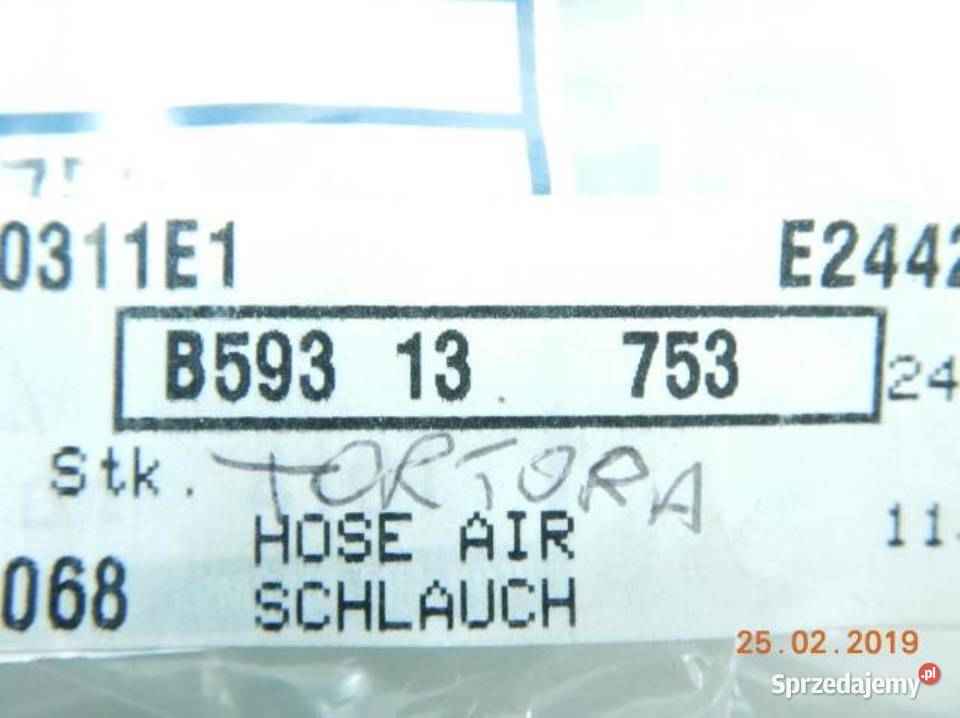 0311E1 E2442
B593 13 753 24
Stk. TORTORA
HOSE AIR 11
068 SCHLAUCH
25.02.2019
Sprzedajemy.pl